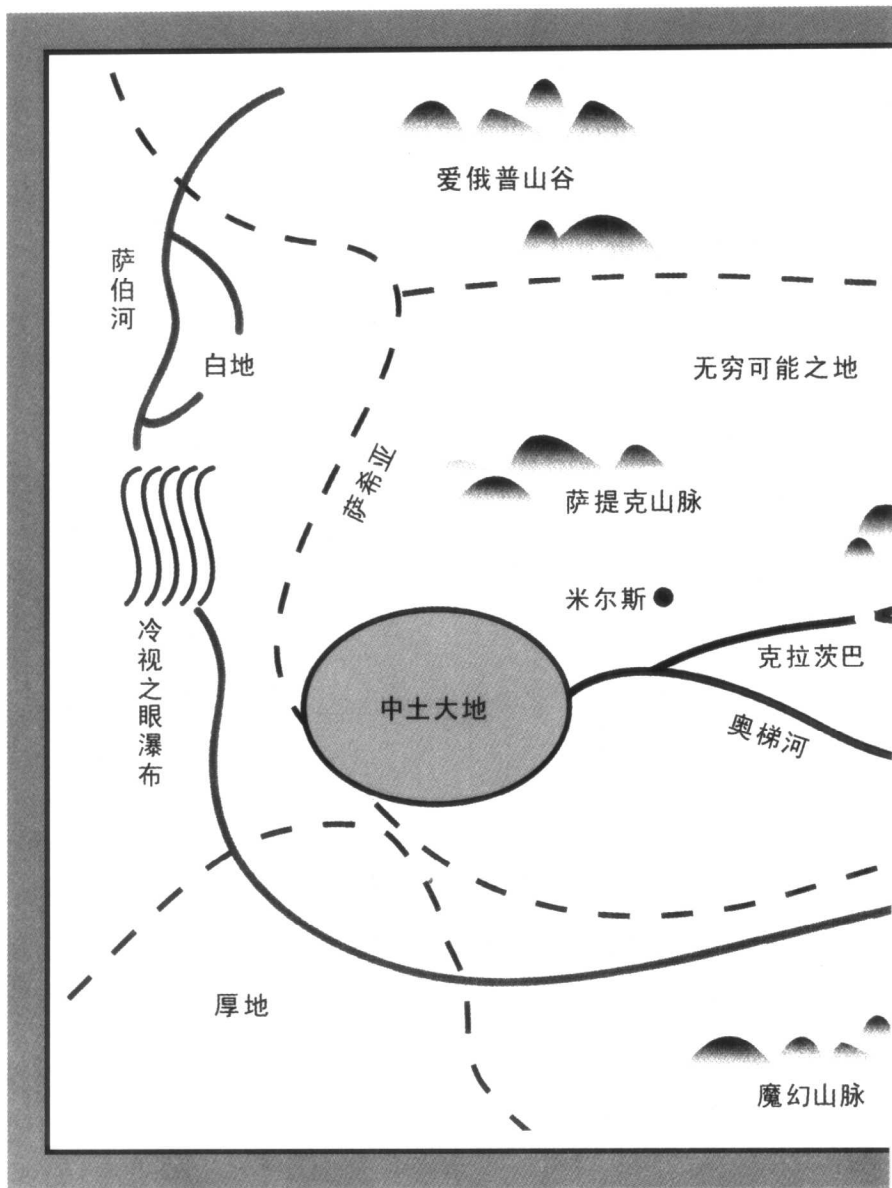 爱俄普山谷
萨伯河
白地
无穷可能之地
萨希亚
萨提克山脉
米尔斯
克拉茨巴
冷视之眼瀑布
中土大地
奥梯河
厚地
魔幻山脉